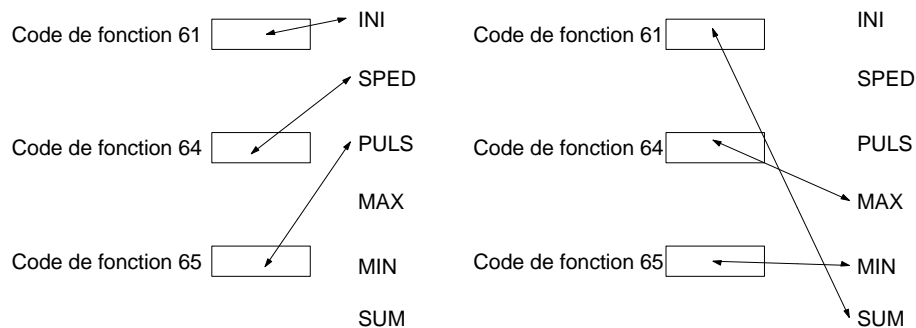 Code de fonction 61
INI
SPED
Code de fonction 64
PULS
MAX
Code de fonction 65
MIN
SUM
Code de fonction 61
INI
SPED
Code de fonction 64
PULS
MAX
Code de fonction 65
MIN
SUM